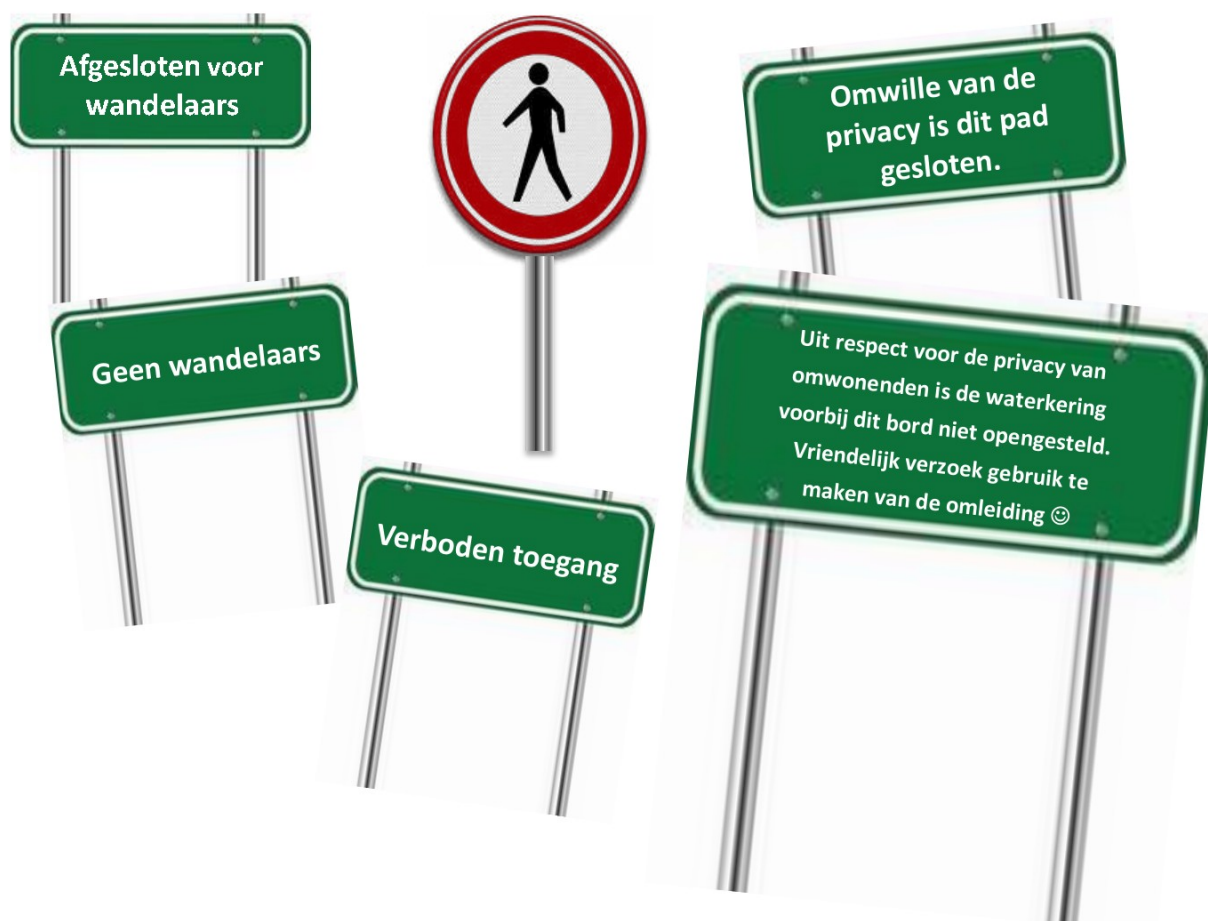 Afgesloten voor
wandelaars
Omwille van de
privacy is dit pad
gesloten.
Geen wandelaars
Uit respect voor de privacy van
omwonenden is de waterkering
voorbij dit bord niet opengesteld.
Vriendelijk verzoek gebruik te
maken van de omleiding ☺
Verboden toegang